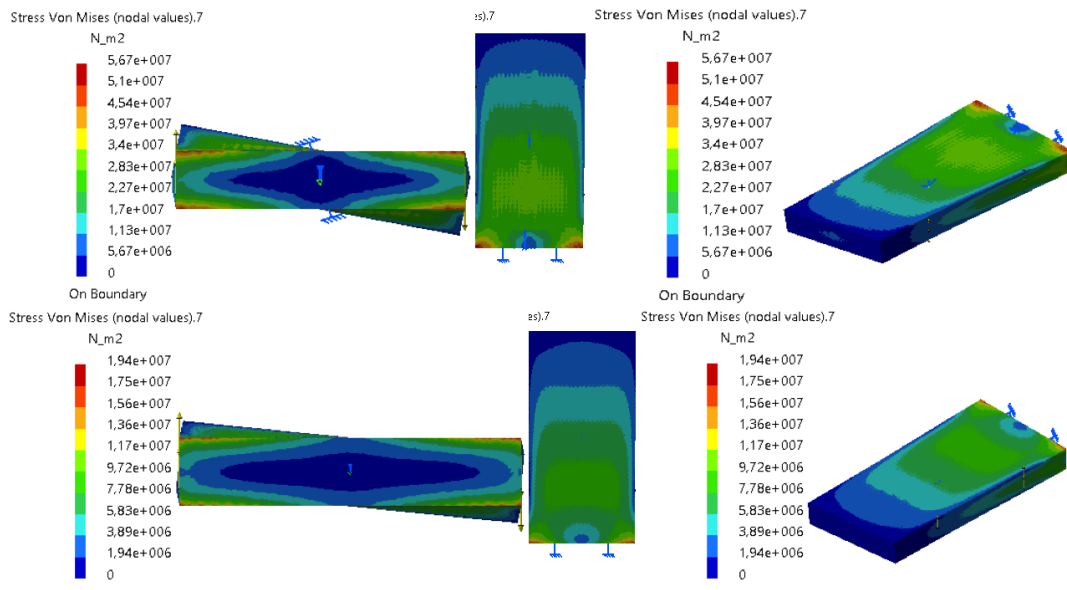 Stress Von Mises (nodal values).7
N_m2
5,67e+007
5,1e+007
4,54e+007
3,97e+007
3,4e+007
2,83e+007
2,27e+007
1,7e+007
1,13e+007
5,67e+006
0
On Boundary
es).7
Stress Von Mises (nodal values).7
N_m2
5,67e+007
5,1e+007
4,54e+007
3,97e+007
3,4e+007
2,83e+007
2,27e+007
1,7e+007
1,13e+007
5,67e+006
0
On Boundary
Stress Von Mises (nodal values).7
N_m2
1,94e+007
1,75e+007
1,56e+007
1,36e+007
1,17e+007
9,72e+006
7,78e+006
5,83e+006
3,89e+006
1,94e+006
0
es).7
Stress Von Mises (nodal values).7
N_m2
1,94e+007
1,75e+007
1,56e+007
1,36e+007
1,17e+007
9,72e+006
7,78e+006
5,83e+006
3,89e+006
1,94e+006
0